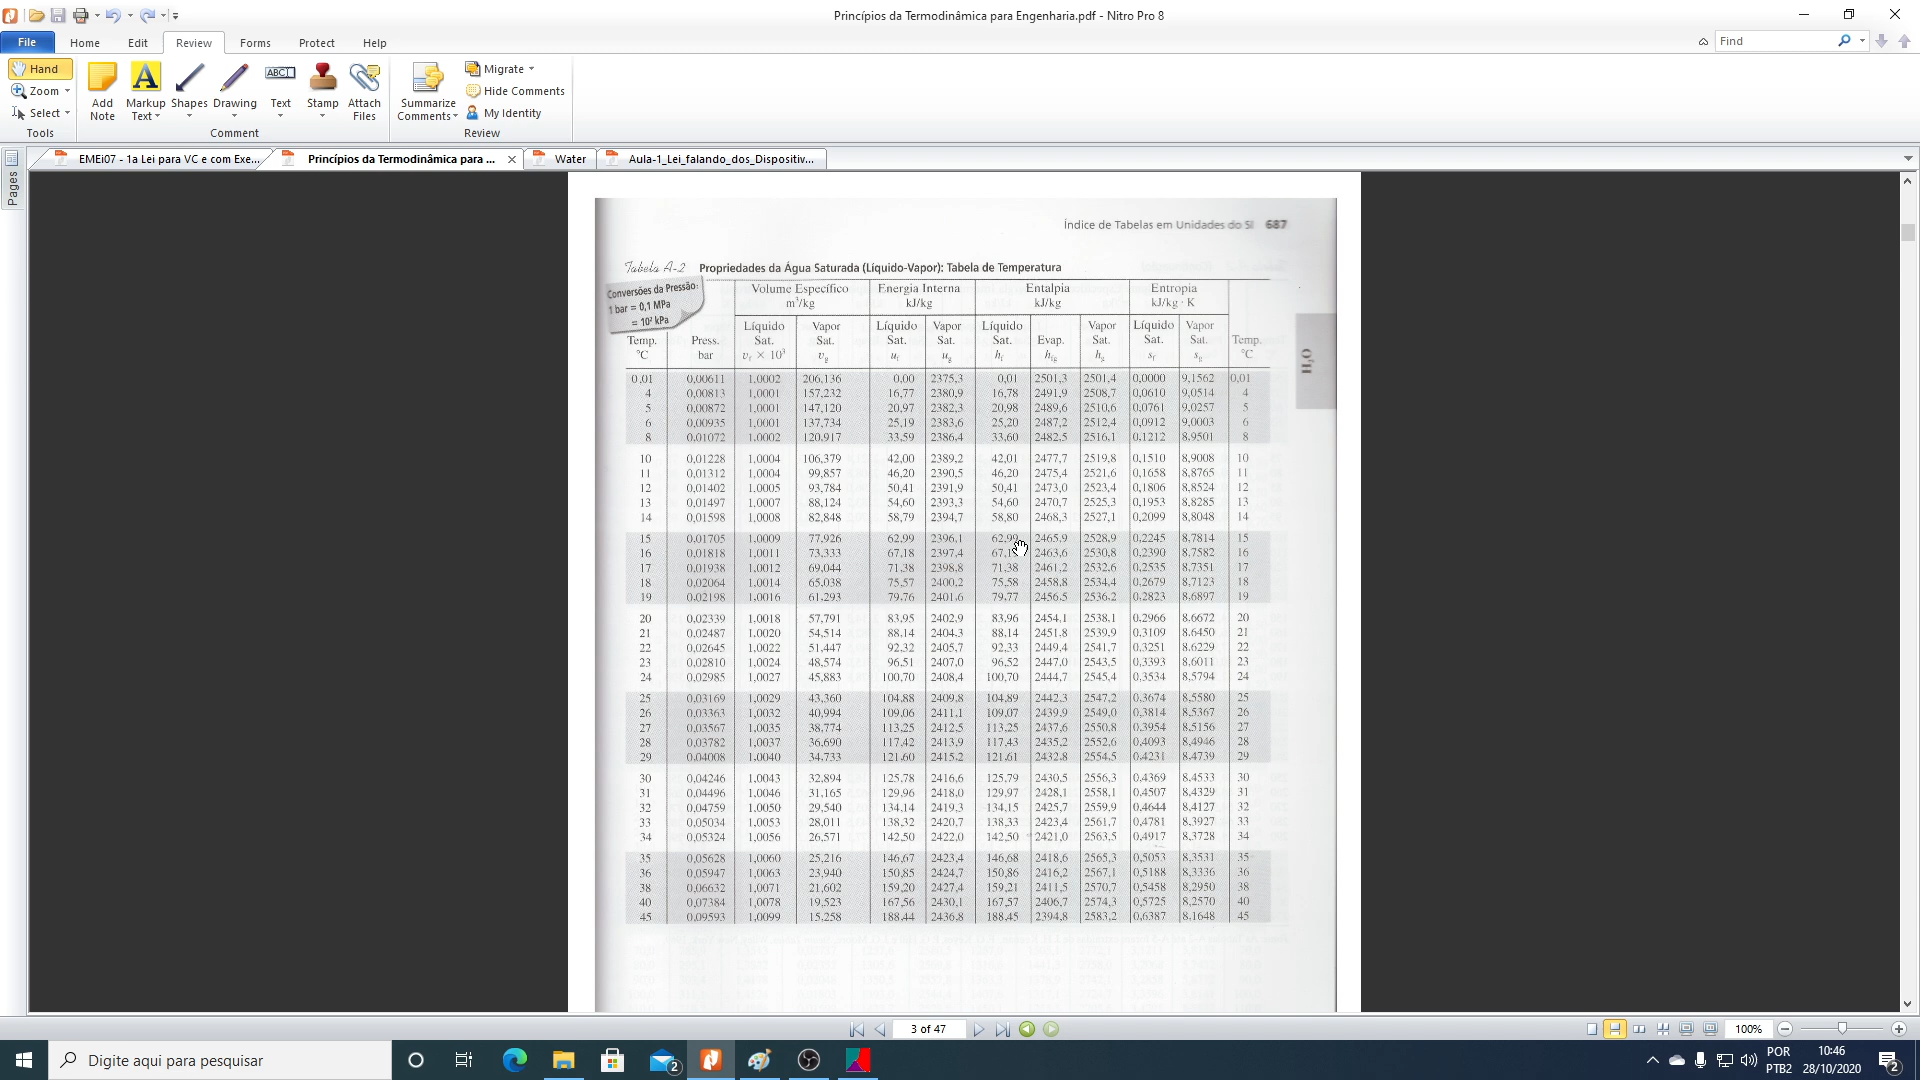 Princípios da Termodinâmica para Engenharia.pdf - Nitro Pro 8
File Home Edit Review Forms Protect Help
Find
Hand
Zoom
Select
Tools
Add Note
Markup Text
Shapes
Drawing
Text
Stamp
Attach Files
Comment
Summarize Comments
Migrate
Hide Comments
My Identity
Review
Pages
EMEi07 - 1a Lei para VC e com Exe...
Princípios da Termodinâmica para ...
Water
Aula-1_Lei_falando_dos_Dispositiv...
Índice de Tabelas em Unidades do SI 687
Tabela A-2 Propriedades da Água Saturada (Líquido-Vapor): Tabela de Temperatura
Conversões da Pressão:
1 bar = 0,1 MPa
= 10² kPa
Volume Específico Energia Interna Entalpia Entropia
m³/kg kJ/kg kJ/kg kJ/kg · K
Líquido Vapor Líquido Vapor Líquido Vapor Líquido Vapor
Temp. Press. Sat. Sat. Sat. Sat. Sat. Evap. Sat. Sat. Sat. Temp.
°C bar vf × 10³ vg uf ug hf hfg hg sf sg °C
H₂O
0,01 0,00611 1,0002 206,136 0,00 2375,3 0,01 2501,3 2501,4 0,0000 9,1562 0,01
4 0,00813 1,0001 157,232 16,77 2380,9 16,78 2491,9 2508,7 0,0610 9,0514 4
5 0,00872 1,0001 147,120 20,97 2382,3 20,98 2489,6 2510,6 0,0761 9,0257 5
6 0,00935 1,0001 137,734 25,19 2383,6 25,20 2487,2 2512,4 0,0912 9,0003 6
8 0,01072 1,0002 120,917 33,59 2386,4 33,60 2482,5 2516,1 0,1212 8,9501 8
10 0,01228 1,0004 106,379 42,00 2389,2 42,01 2477,7 2519,8 0,1510 8,9008 10
11 0,01312 1,0004 99,857 46,20 2390,5 46,20 2475,4 2521,6 0,1658 8,8765 11
12 0,01402 1,0005 93,784 50,41 2391,9 50,41 2473,0 2523,4 0,1806 8,8524 12
13 0,01497 1,0007 88,124 54,60 2393,3 54,60 2470,7 2525,3 0,1953 8,8285 13
14 0,01598 1,0008 82,848 58,79 2394,7 58,80 2468,3 2527,1 0,2099 8,8048 14
15 0,01705 1,0009 77,926 62,99 2396,1 62,99 2465,9 2528,9 0,2245 8,7814 15
16 0,01818 1,0011 73,333 67,18 2397,4 2463,6 2530,8 0,2390 8,7582 16
17 0,01938 1,0012 69,044 71,38 2398,8 71,38 2461,2 2532,6 0,2535 8,7351 17
18 0,02064 1,0014 65,038 75,57 2400,2 75,58 2458,8 2534,4 0,2679 8,7123 18
19 0,02198 1,0016 61,293 79,76 2401,6 79,77 2456,5 2536,2 0,2823 8,6897 19
20 0,02339 1,0018 57,791 83,95 2402,9 83,96 2454,1 2538,1 0,2966 8,6672 20
21 0,02487 1,0020 54,514 88,14 2404,3 88,14 2451,8 2539,9 0,3109 8,6450 21
22 0,02645 1,0022 51,447 92,32 2405,7 92,33 2449,4 2541,7 0,3251 8,6229 22
23 0,02810 1,0024 48,574 96,51 2407,0 96,52 2447,0 2543,5 0,3393 8,6011 23
24 0,02985 1,0027 45,883 100,70 2408,4 100,70 2444,7 2545,4 0,3534 8,5794 24
25 0,03169 1,0029 43,360 104,88 2409,8 104,89 2442,3 2547,2 0,3674 8,5580 25
26 0,03363 1,0032 40,994 109,06 2411,1 109,07 2439,9 2549,0 0,3814 8,5367 26
27 0,03567 1,0035 38,774 113,25 2412,5 113,25 2437,6 2550,8 0,3954 8,5156 27
28 0,03782 1,0037 36,690 117,42 2413,9 117,43 2435,2 2552,6 0,4093 8,4946 28
29 0,04008 1,0040 34,733 121,60 2415,2 121,61 2432,8 2554,5 0,4231 8,4739 29
30 0,04246 1,0043 32,894 125,78 2416,6 125,79 2430,5 2556,3 0,4369 8,4533 30
31 0,04496 1,0046 31,165 129,96 2418,0 129,97 2428,1 2558,1 0,4507 8,4329 31
32 0,04759 1,0050 29,540 134,14 2419,3 134,15 2425,7 2559,9 0,4644 8,4127 32
33 0,05034 1,0053 28,011 138,32 2420,7 138,33 2423,4 2561,7 0,4781 8,3927 33
34 0,05324 1,0056 26,571 142,50 2422,0 142,50 2421,0 2563,5 0,4917 8,3728 34
35 0,05628 1,0060 25,216 146,67 2423,4 146,68 2418,6 2565,3 0,5053 8,3531 35
36 0,05947 1,0063 23,940 150,85 2424,7 150,86 2416,2 2567,1 0,5188 8,3336 36
38 0,06632 1,0071 21,602 159,20 2427,4 159,21 2411,5 2570,7 0,5458 8,2950 38
40 0,07384 1,0078 19,523 167,56 2430,1 167,57 2406,7 2574,3 0,5725 8,2570 40
45 0,09593 1,0099 15,258 188,44 2436,8 188,45 2394,8 2583,2 0,6387 8,1648 45
3 of 47
100%
Digite aqui para pesquisar
2
POR
PTB2
10:46
28/10/2020
2